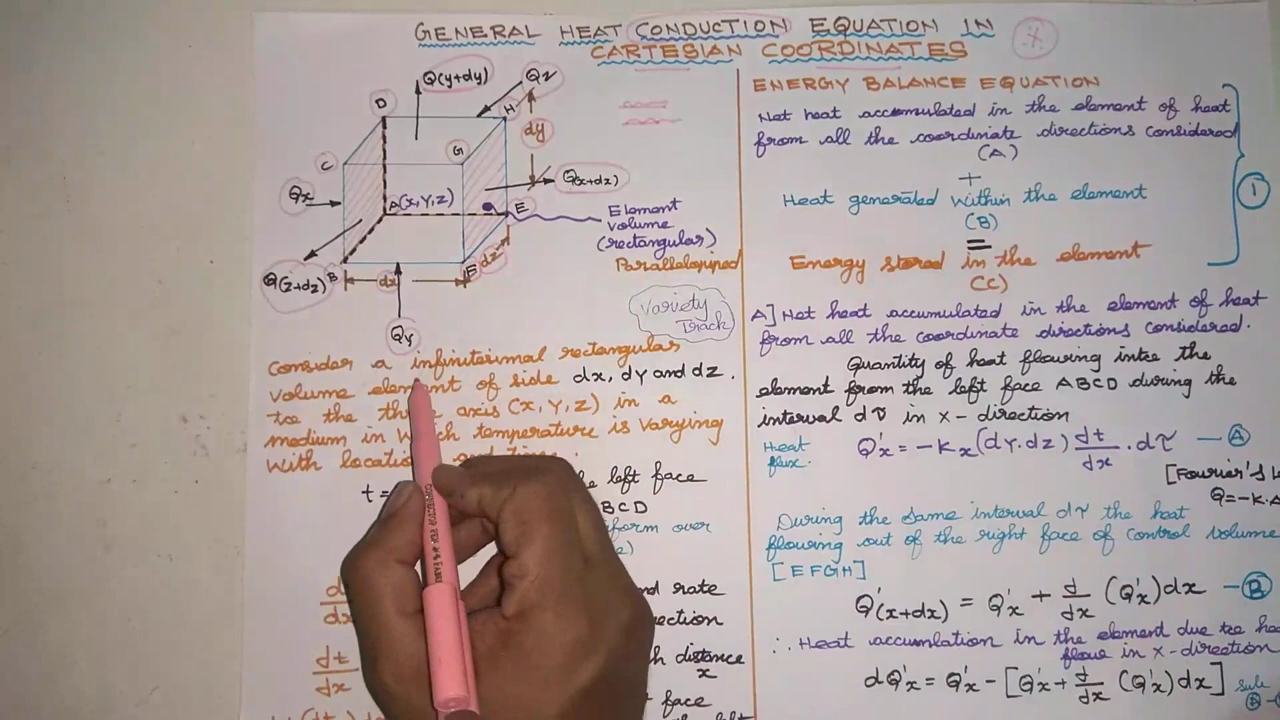 GENERAL HEAT CONDUCTION EQUATION IN
CARTESIAN COORDINATES
Q(y+dy)
Qz
D
H
dy
C
G
Q(x+dx)
Qx
A(x,Y,z)
E
Element
volume
(rectangular)
Parallelopiped
Q(z+dz)
B
dx
F
dz
Qy
Variety
Track
Consider a infiniterimal rectangular
volume element of side dx, dy and dz.
to the axis (x, Y, Z) in a
medium in which temperature is varying
with location and time.
t = left face
ABCD
over
and rate
distance
x
face
ENERGY BALANCE EQUATION
Net heat accumulated in the element of heat
from all the coordinate directions considered
(A)
+
Heat generated within the element
(B)
=
Energy stored in the element
(C)
1
A] Net heat accumulated in the element of heat
from all the coordinate directions considered.
Quantity of heat flowing into the
element from the left face ABCD during the
interval dτ in x-direction
Heat
flux.
Q'x = -Kx (dy.dz) dt/dx . dτ — A
[Fourier's
Q=-K.A
During the same interval dτ the heat
flowing out of the right face of control volume
[EFGH]
Q'(x+dx) = Q'x + d/dx (Q'x)dx — B
∴ Heat accumlation in the element due to
flow in x-direction
dQ'x = Q'x - [Q'x + d/dx (Q'x)dx] sub